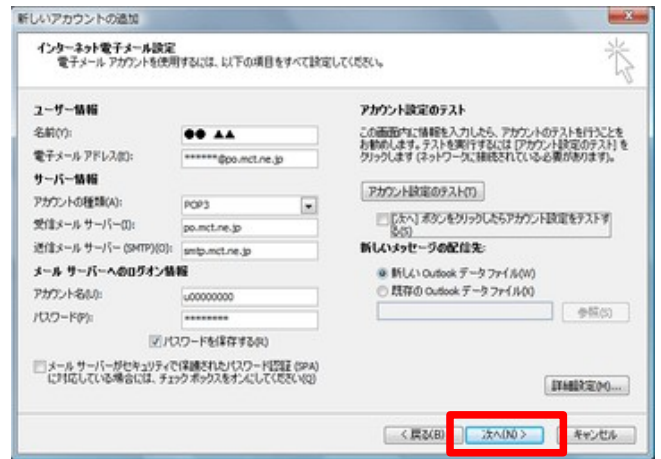 新しいアカウントの追加
インターネット電子メール設定
電子メール アカウントを使用するには、以下の項目をすべて設定してください。
ユーザー情報
名前(Y):
●● ▲▲
電子メール アドレス(E):
******@po.mct.ne.jp
サーバー情報
アカウントの種類(A):
POP3
受信メール サーバー(I):
po.mct.ne.jp
送信メール サーバー (SMTP)(O):
smtp.mct.ne.jp
メール サーバーへのログオン情報
アカウント名(U):
u00000000
パスワード(P):
********
パスワードを保存する(R)
メール サーバーがセキュリティで保護されたパスワード認証 (SPA)
に対応している場合には、チェック ボックスをオンにしてください(Q)
アカウント設定のテスト
この画面内に情報を入力したら、アカウントのテストを行うことを
お勧めします。テストを実行するには [アカウント設定のテスト] を
クリックします (ネットワークに接続されている必要があります)。
アカウント設定のテスト(T)
[次へ] ボタンをクリックしたらアカウント設定をテストす
る(S)
新しいメッセージの配信先:
新しい Outlook データ ファイル(W)
既存の Outlook データ ファイル(X)
参照(S)
詳細設定(M)...
< 戻る(B)
次へ(N) >
キャンセル